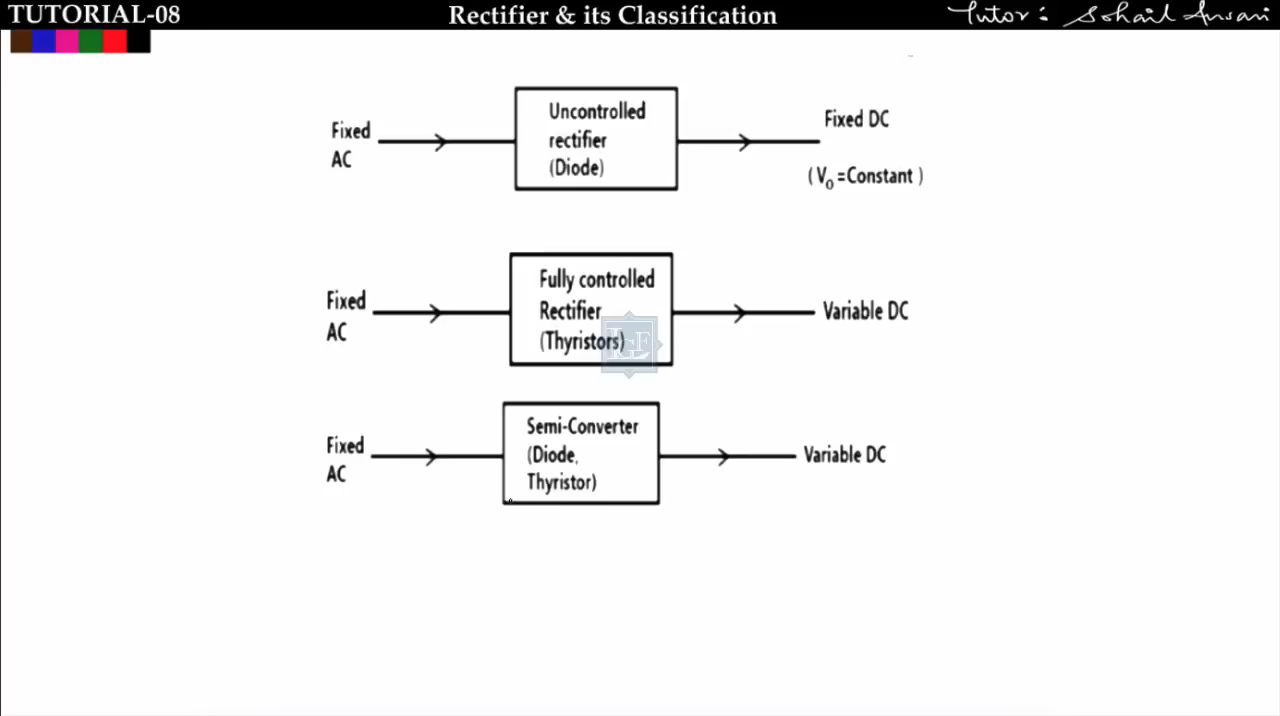 TUTORIAL-08
Rectifier & its Classification
Tutor : Sohail Ansari
Fixed
AC
Uncontrolled
rectifier
(Diode)
Fixed DC
( V₀ =Constant )
Fixed
AC
Fully controlled
Rectifier
(Thyristors)
Variable DC
Fixed
AC
Semi-Converter
(Diode,
Thyristor)
Variable DC